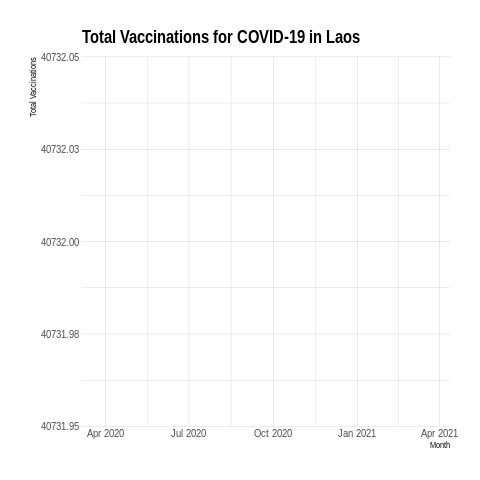 Total Vaccinations for COVID-19 in Laos
Total Vaccinations
40732.05
40732.03
40732.00
40731.98
40731.95
Apr 2020 Jul 2020 Oct 2020 Jan 2021 Apr 2021
Month